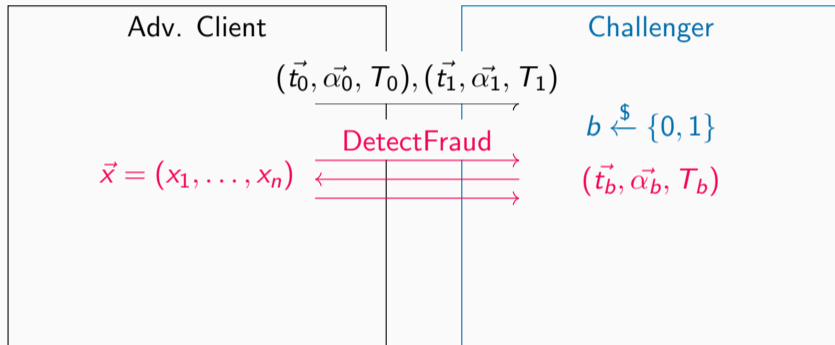 Adv. Client
Challenger
(t⃗₀, α⃗₀, T₀), (t⃗₁, α⃗₁, T₁)
b ←$ {0, 1}
DetectFraud
x⃗ = (x₁, . . . , xₙ)
(t⃗_b, α⃗_b, T_b)